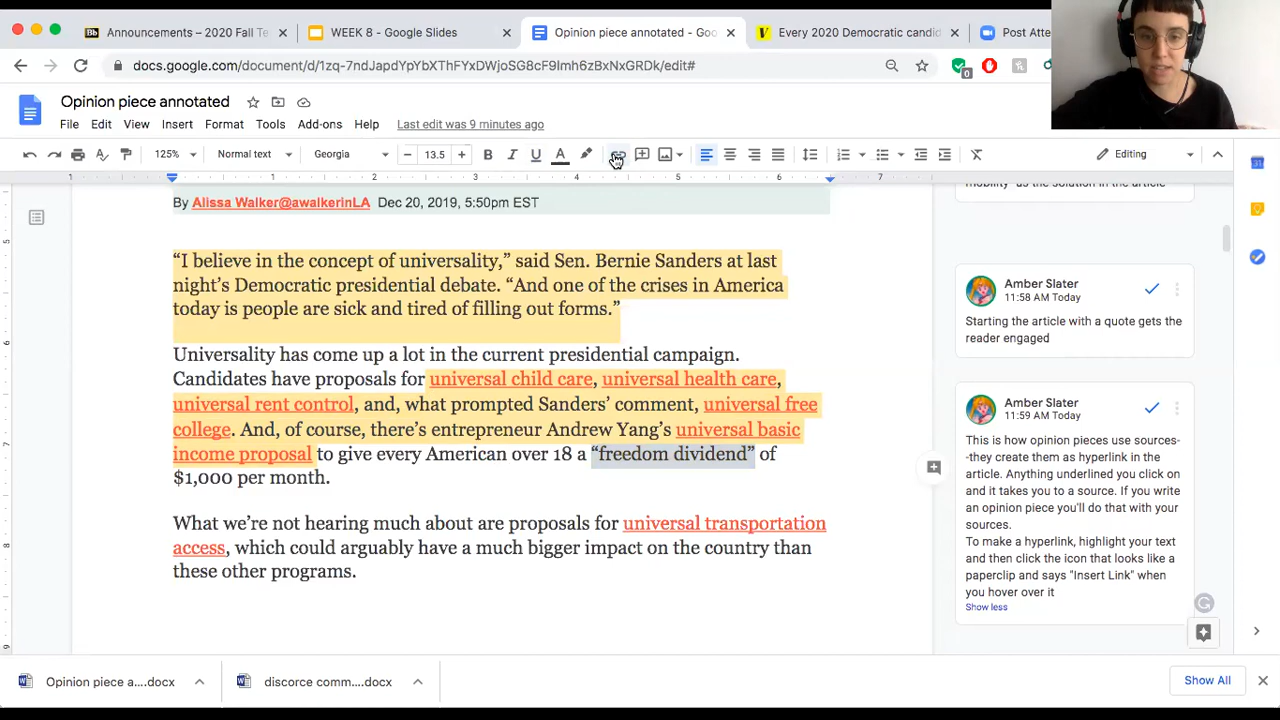 Announcements – 2020 Fall Te
WEEK 8 - Google Slides
Opinion piece annotated - Goo
Every 2020 Democratic candid
Post Atte
docs.google.com/document/d/1zq-7ndJapdYpYbXThFYxDWjoSG8cF9Imh6zBxNxGRDk/edit#
Opinion piece annotated
File Edit View Insert Format Tools Add-ons Help Last edit was 9 minutes ago
125% Normal text Georgia 13.5 Editing
By Alissa Walker@awalkerinLA Dec 20, 2019, 5:50pm EST
“I believe in the concept of universality,” said Sen. Bernie Sanders at last
night’s Democratic presidential debate. “And one of the crises in America
today is people are sick and tired of filling out forms.”
Universality has come up a lot in the current presidential campaign.
Candidates have proposals for universal child care, universal health care,
universal rent control, and, what prompted Sanders’ comment, universal free
college. And, of course, there’s entrepreneur Andrew Yang’s universal basic
income proposal to give every American over 18 a “freedom dividend” of
$1,000 per month.
What we’re not hearing much about are proposals for universal transportation
access, which could arguably have a much bigger impact on the country than
these other programs.
mobility" as the solution in the article
Amber Slater
11:58 AM Today
Starting the article with a quote gets the
reader engaged
Amber Slater
11:59 AM Today
This is how opinion pieces use sources-
-they create them as hyperlink in the
article. Anything underlined you click on
and it takes you to a source. If you write
an opinion piece you'll do that with your
sources.
To make a hyperlink, highlight your text
and then click the icon that looks like a
paperclip and says "Insert Link" when
you hover over it
Show less
Opinion piece a....docx
discorce comm....docx
Show All